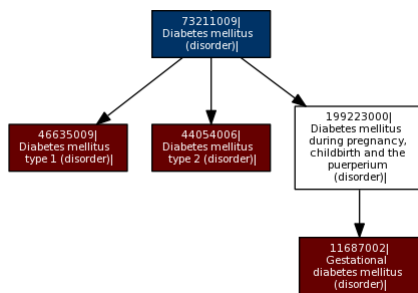 73211009|
Diabetes mellitus
(disorder)|
46635009|
Diabetes mellitus
type 1 (disorder)|
44054006|
Diabetes mellitus
type 2 (disorder)|
199223000|
Diabetes mellitus
during pregnancy,
childbirth and the
puerperium
(disorder)|
11687002|
Gestational
diabetes mellitus
(disorder)|